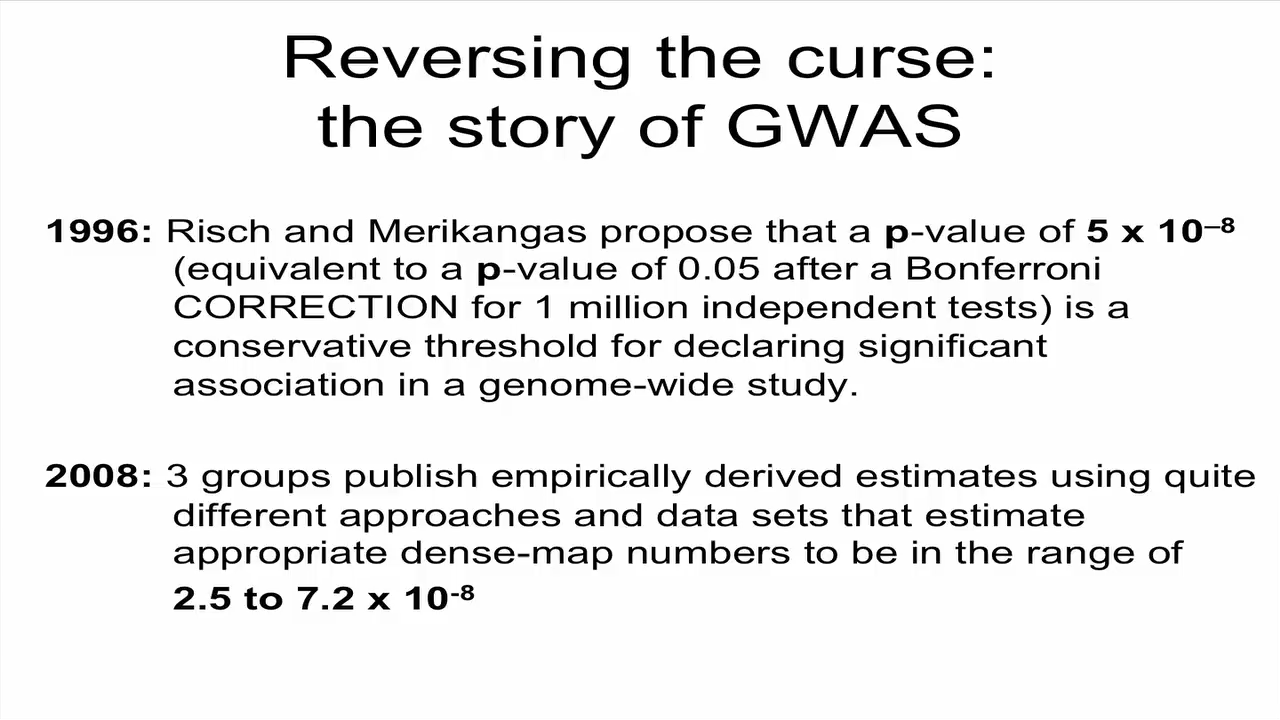 Reversing the curse:
the story of GWAS
1996: Risch and Merikangas propose that a p-value of 5 x 10⁻⁸
(equivalent to a p-value of 0.05 after a Bonferroni
CORRECTION for 1 million independent tests) is a
conservative threshold for declaring significant
association in a genome-wide study.
2008: 3 groups publish empirically derived estimates using quite
different approaches and data sets that estimate
appropriate dense-map numbers to be in the range of
2.5 to 7.2 x 10⁻⁸